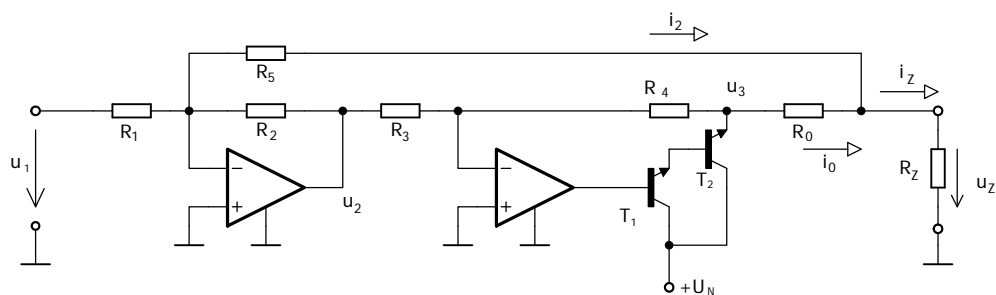 i2
R5
iZ
R4
u3
R1
R2
R3
R0
i0
u1
−
+
u2
−
+
T1
T2
RZ
uZ
+UN